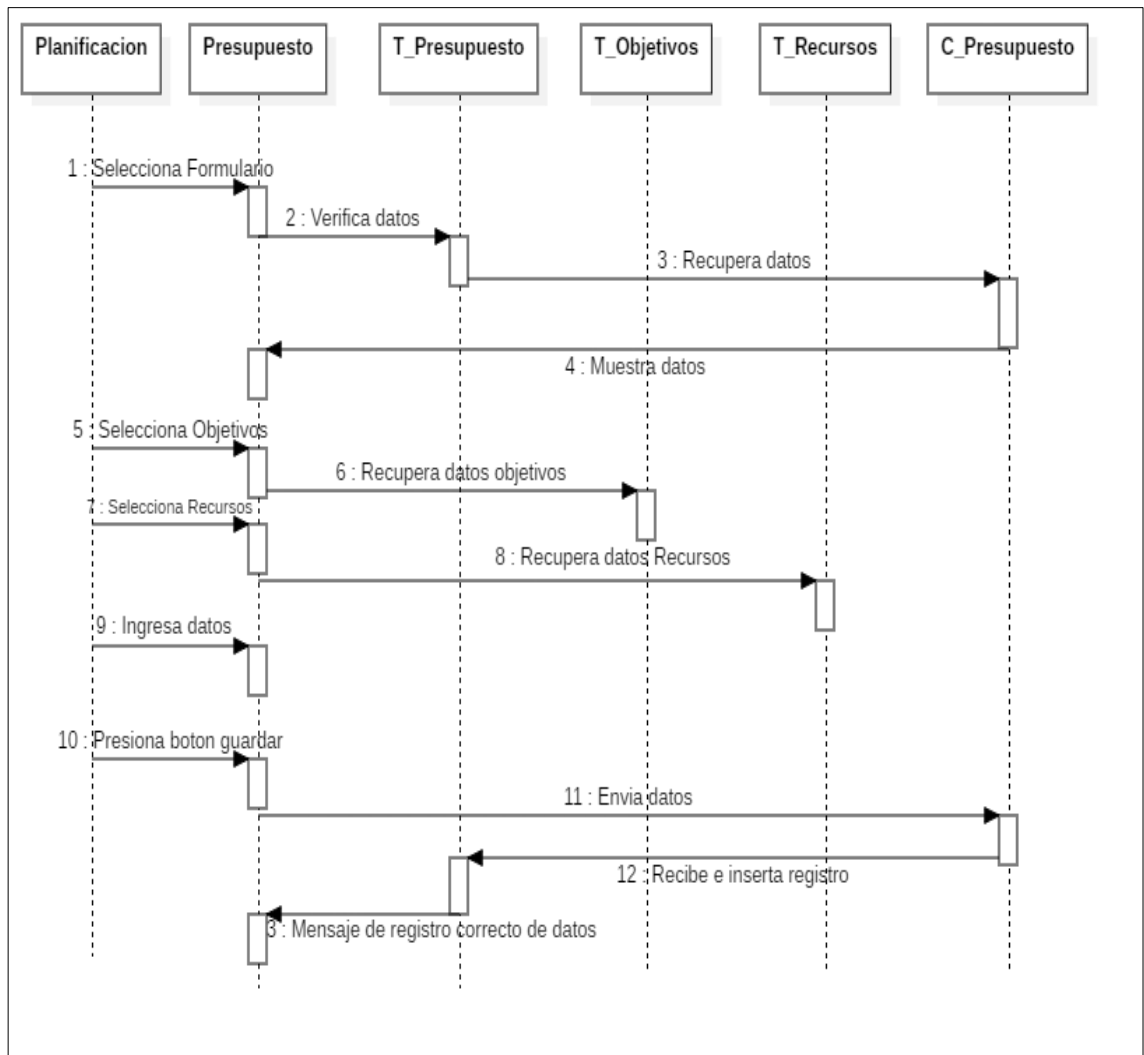 Planificacion
Presupuesto
T_Presupuesto
T_Objetivos
T_Recursos
C_Presupuesto
1 : Selecciona Formulario
2 : Verifica datos
3 : Recupera datos
4 : Muestra datos
5 : Selecciona Objetivos
6 : Recupera datos objetivos
7 : Selecciona Recursos
8 : Recupera datos Recursos
9 : Ingresa datos
10 : Presiona boton guardar
11 : Envia datos
12 : Recibe e inserta registro
3 : Mensaje de registro correcto de datos